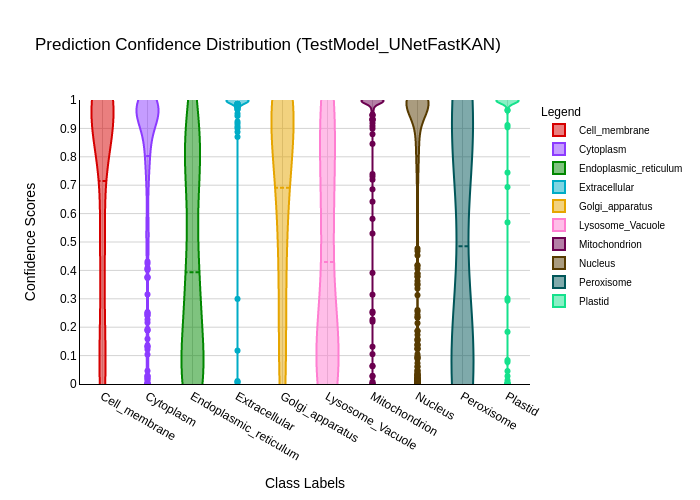 Prediction Confidence Distribution (TestModel_UNetFastKAN)
Legend
Cell_membrane
Cytoplasm
Endoplasmic_reticulum
Extracellular
Golgi_apparatus
Lysosome_Vacuole
Mitochondrion
Nucleus
Peroxisome
Plastid
Confidence Scores
1
0.9
0.8
0.7
0.6
0.5
0.4
0.3
0.2
0.1
0
Cell_membrane
Cytoplasm
Endoplasmic_reticulum
Extracellular
Golgi_apparatus
Lysosome_Vacuole
Mitochondrion
Nucleus
Peroxisome
Plastid
Class Labels